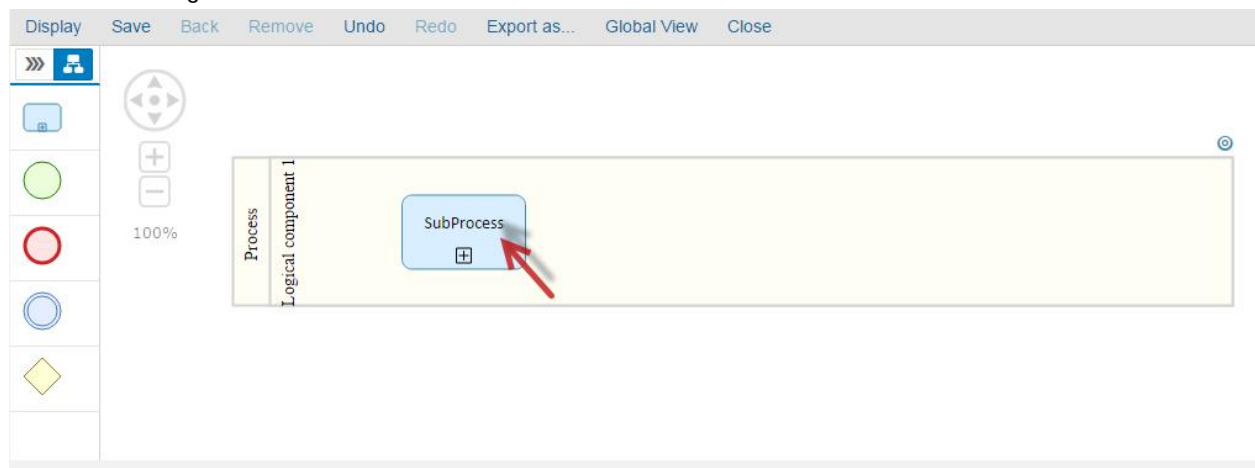 Display Save Back Remove Undo Redo Export as... Global View Close
100%
Process
Logical component 1
SubProcess